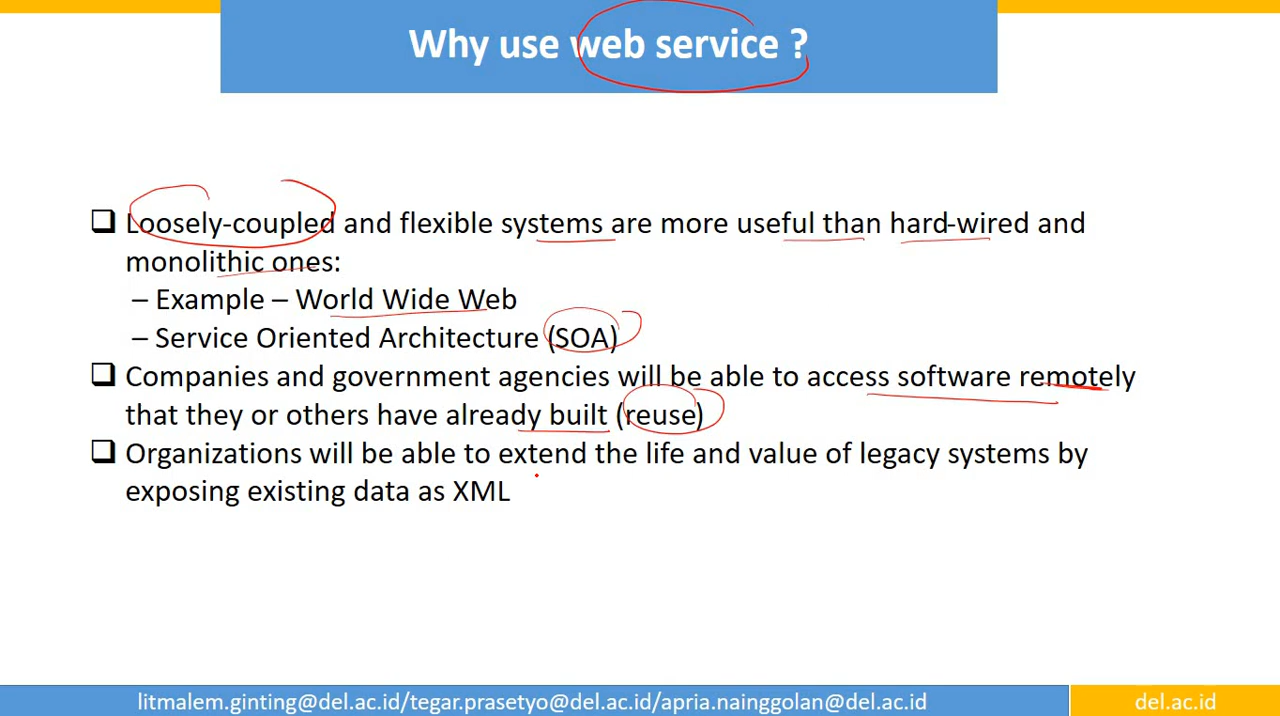 Why use web service ?
Loosely-coupled and flexible systems are more useful than hard-wired and
monolithic ones:
– Example – World Wide Web
– Service Oriented Architecture (SOA)
Companies and government agencies will be able to access software remotely
that they or others have already built (reuse)
Organizations will be able to extend the life and value of legacy systems by
exposing existing data as XML
litmalem.ginting@del.ac.id/tegar.prasetyo@del.ac.id/apria.nainggolan@del.ac.id
del.ac.id